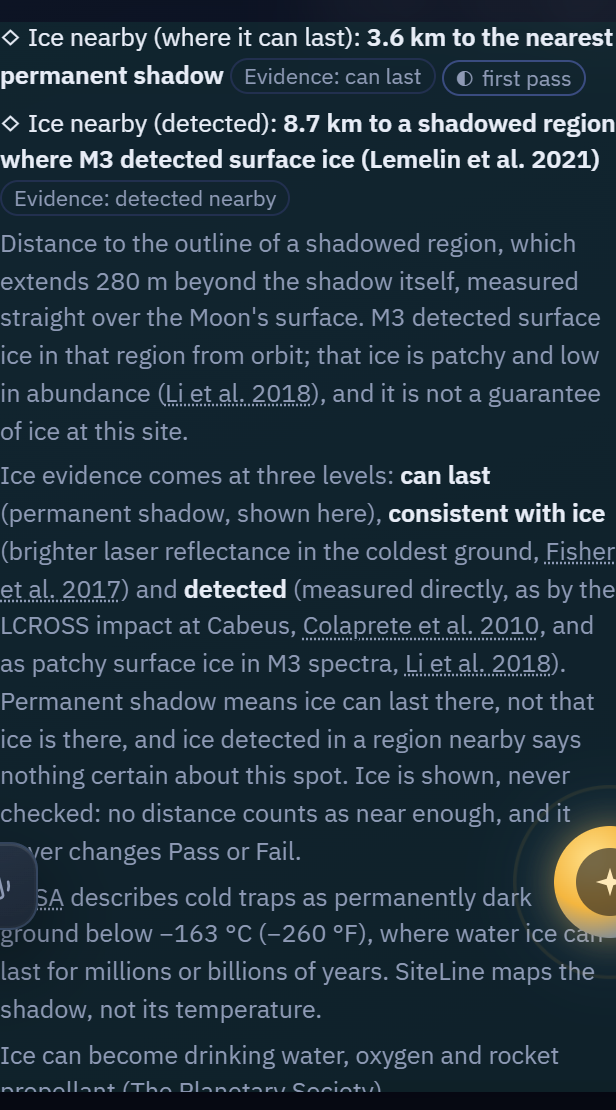 ◇ Ice nearby (where it can last): 3.6 km to the nearest
permanent shadow Evidence: can last ◐ first pass
◇ Ice nearby (detected): 8.7 km to a shadowed region
where M3 detected surface ice (Lemelin et al. 2021)
Evidence: detected nearby
Distance to the outline of a shadowed region, which
extends 280 m beyond the shadow itself, measured
straight over the Moon's surface. M3 detected surface
ice in that region from orbit; that ice is patchy and low
in abundance (Li et al. 2018), and it is not a guarantee
of ice at this site.
Ice evidence comes at three levels: can last
(permanent shadow, shown here), consistent with ice
(brighter laser reflectance in the coldest ground, Fisher
et al. 2017) and detected (measured directly, as by the
LCROSS impact at Cabeus, Colaprete et al. 2010, and
as patchy surface ice in M3 spectra, Li et al. 2018).
Permanent shadow means ice can last there, not that
ice is there, and ice detected in a region nearby says
nothing certain about this spot. Ice is shown, never
checked: no distance counts as near enough, and it
changes Pass or Fail.
describes cold traps as permanently dark
ground below −163 °C (−260 °F), where water ice can
last for millions or billions of years. SiteLine maps the
shadow, not its temperature.
Ice can become drinking water, oxygen and rocket
propellant (The Planetary Society)